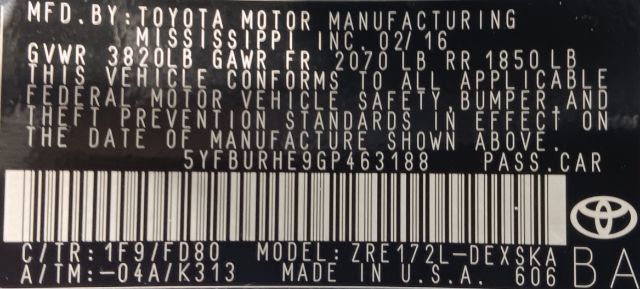 MFD. BY: TOYOTA MOTOR MANUFACTURING
MISSISSIPPI INC. 02/16
GVWR 3820LB GAWR FR 2070 LB RR 1850 LB
THIS VEHICLE CONFORMS TO ALL APPLICABLE
FEDERAL MOTOR VEHICLE SAFETY, BUMPER, AND
THEFT PREVENTION STANDARDS IN EFFECT ON
THE DATE OF MANUFACTURE SHOWN ABOVE.
5YFBURHE9GP463188 PASS. CAR
C/TR: 1F9/FD80 MODEL: ZRE172L-DEXSKA
A/TM: -04A/K313 MADE IN U.S.A. 606 BA